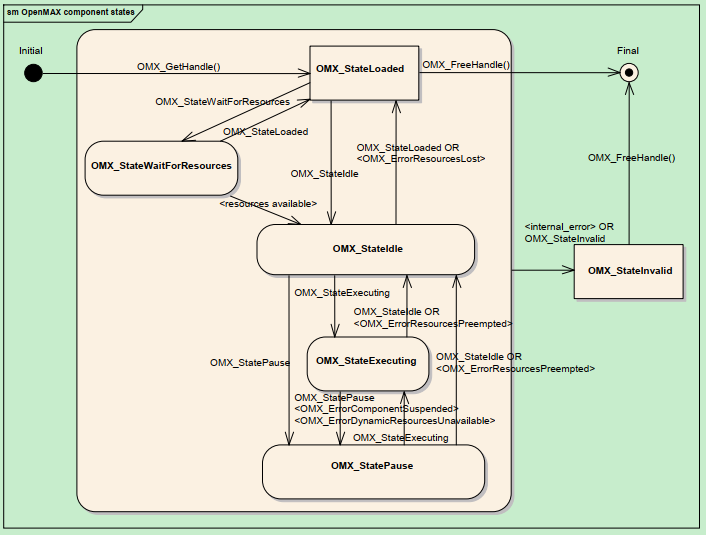 sm OpenMAX component states
Initial
Final
OMX_GetHandle()
OMX_StateLoaded
OMX_FreeHandle()
OMX_StateWaitForResources
OMX_StateLoaded
OMX_StateLoaded OR
<OMX_ErrorResourcesLost>
OMX_StateWaitForResources
OMX_StateIdle
OMX_FreeHandle()
<resources available>
<internal_error> OR
OMX_StateInvalid
OMX_StateIdle
OMX_StateInvalid
OMX_StateExecuting
OMX_StateIdle OR
<OMX_ErrorResourcesPreempted>
OMX_StatePause
OMX_StateExecuting
OMX_StateIdle OR
<OMX_ErrorResourcesPreempted>
OMX_StatePause
<OMX_ErrorComponentSuspended>
<OMX_ErrorDynamicResourcesUnavailable>
OMX_StateExecuting
OMX_StatePause